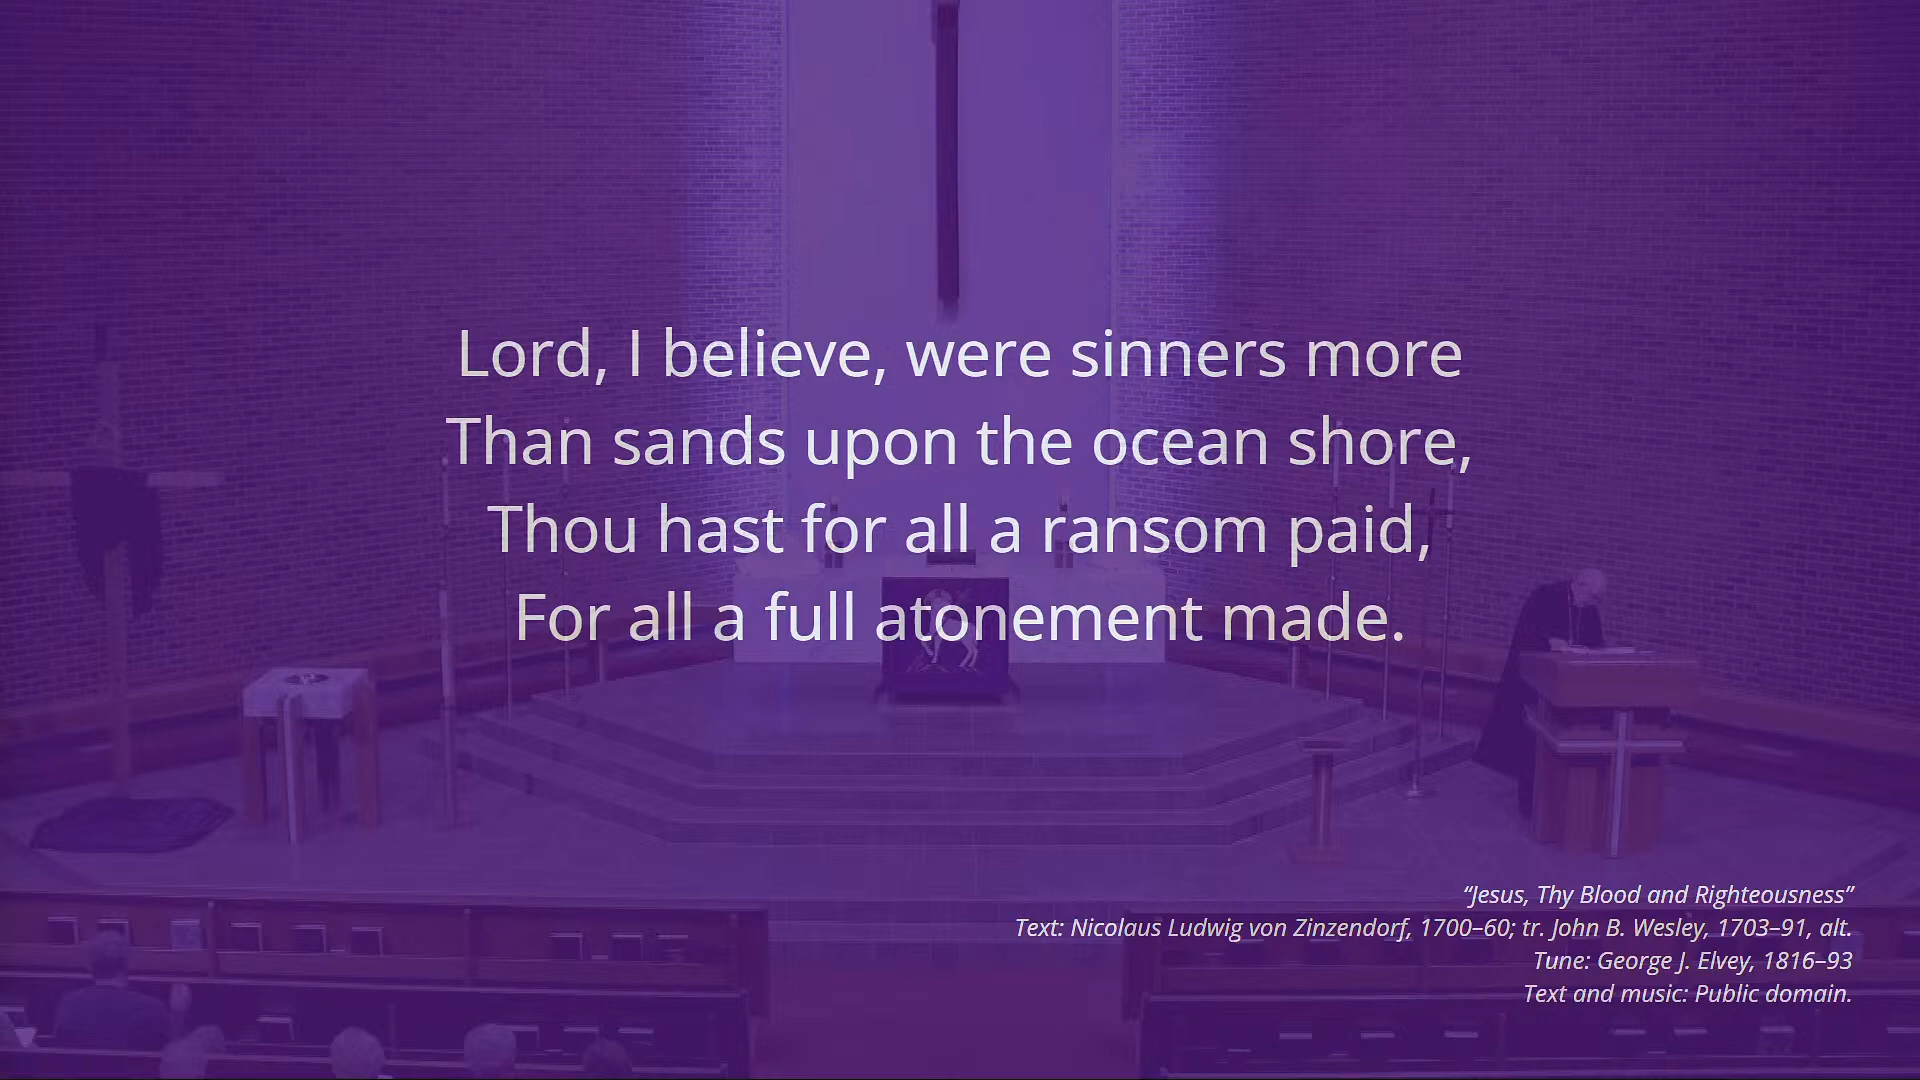 Lord, I believe, were sinners more
Than sands upon the ocean shore,
Thou hast for all a ransom paid,
For all a full atonement made.
“Jesus, Thy Blood and Righteousness”
Text: Nicolaus Ludwig von Zinzendorf, 1700–60; tr. John B. Wesley, 1703–91, alt.
Tune: George J. Elvey, 1816–93
Text and music: Public domain.